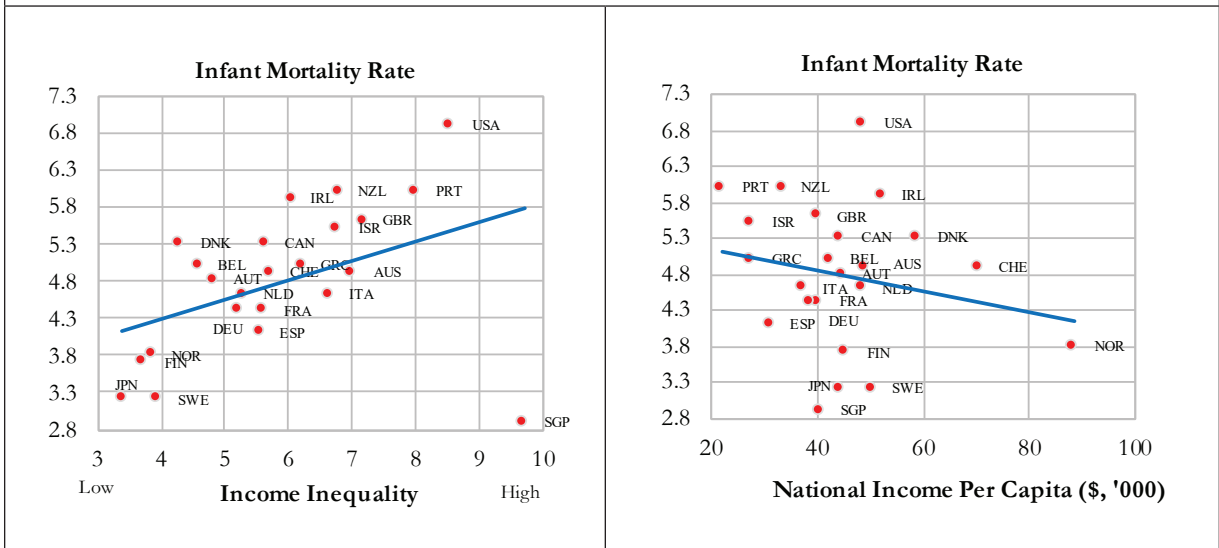 Infant Mortality Rate
7.3
6.8
6.3
5.8
5.3
4.8
4.3
3.8
3.3
2.8
USA
IRL
NZL
PRT
GBR
ISR
DNK
CAN
BEL
CHE
GRC
AUS
AUT
NLD
ITA
FRA
DEU
ESP
NOR
FIN
JPN
SWE
SGP
3 4 5 6 7 8 9 10
Low
Income Inequality
High
Infant Mortality Rate
7.3
6.8
6.3
5.8
5.3
4.8
4.3
3.8
3.3
2.8
USA
PRT
NZL
IRL
ISR
GBR
CAN
DNK
GRC
BEL
AUS
CHE
AUT
ITA
NLD
FRA
ESP
DEU
FIN
NOR
JPN
SWE
SGP
20 40 60 80 100
National Income Per Capita ($, '000)